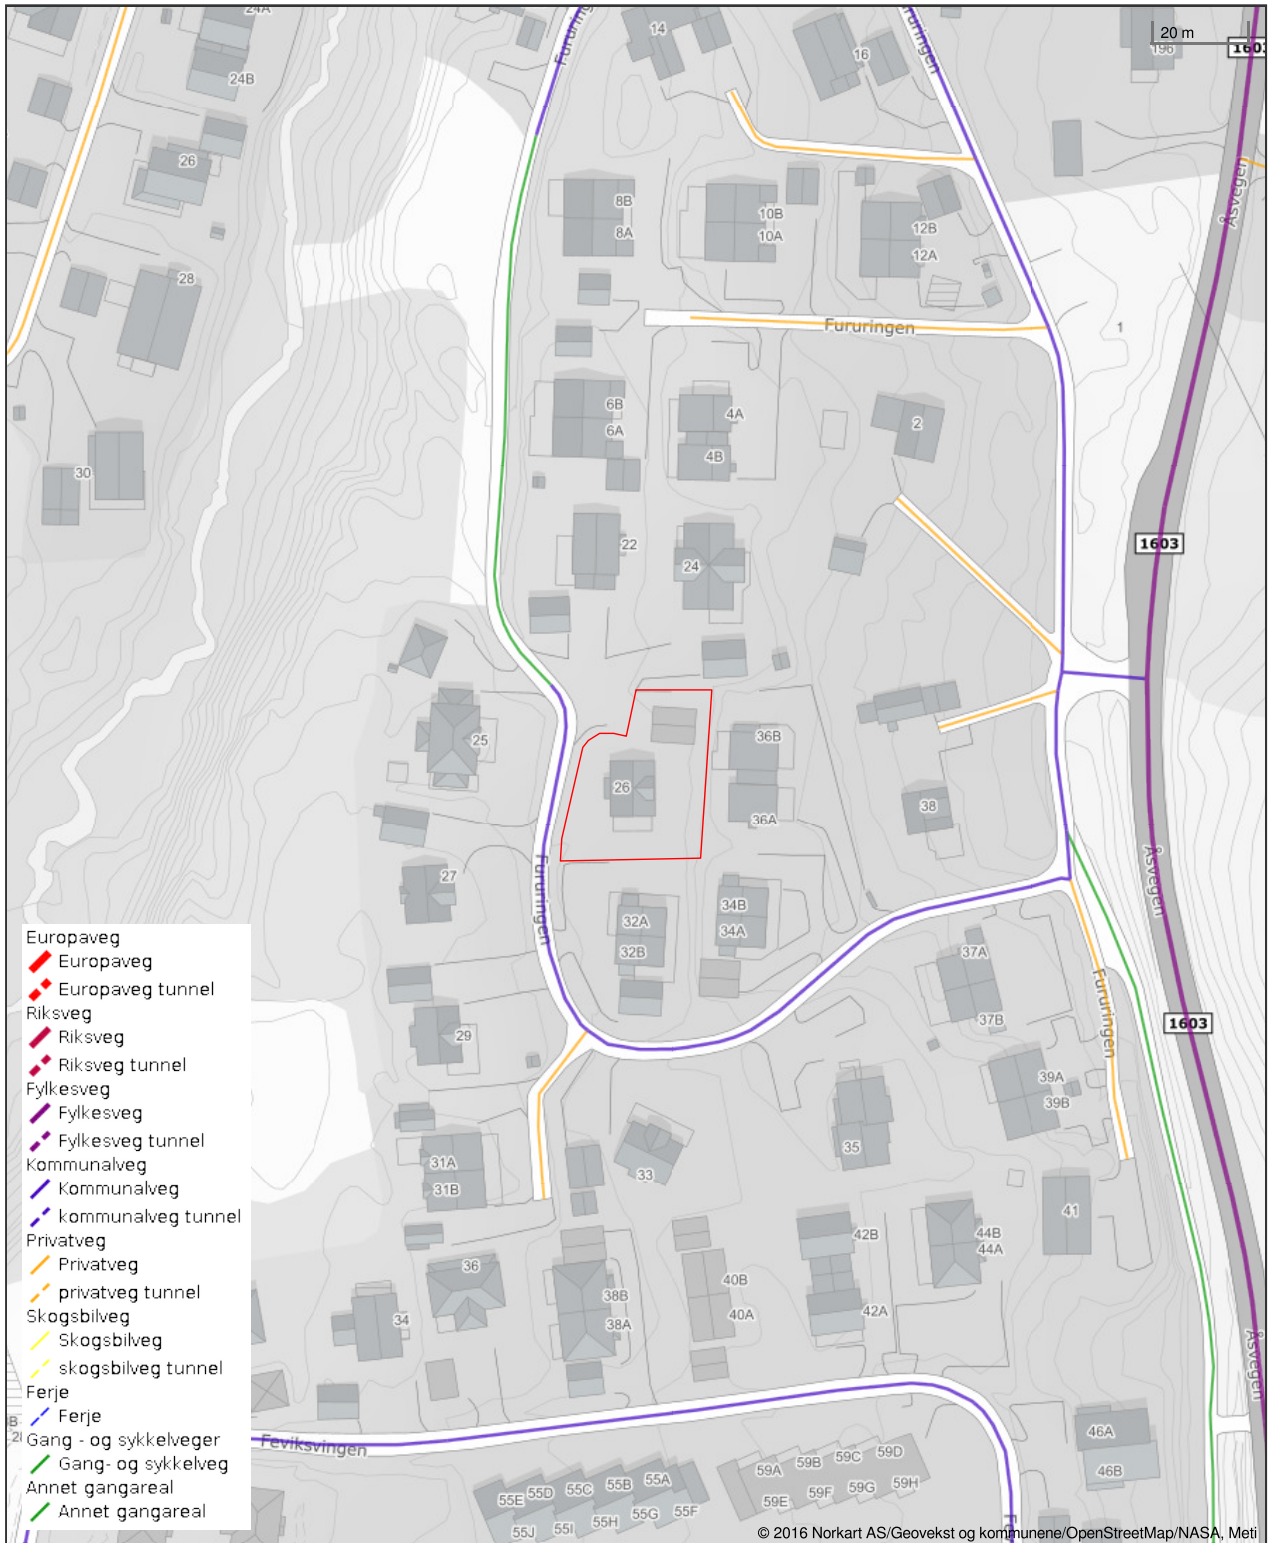 24A
Fururing
14
Fururingen
20 m
196
1603
16
24B
26
8B
8A
10B
10A
12B
12A
Åsvegen
28
Fururingen
1
6B
6A
4A
4B
2
30
22
24
1603
25
36B
26
36A
38
27
Fururingen
Åsvegen
32A
32B
34B
34A
37A
37B
Fururingen
29
1603
39A
39B
31A
31B
33
35
41
36
42B
44B
44A
38B
38A
40B
40A
42A
34
Åsvegen
Europaveg
Europaveg
Europaveg tunnel
Riksveg
Riksveg
Riksveg tunnel
Fylkesveg
Fylkesveg
Fylkesveg tunnel
Kommunalveg
Kommunalveg
kommunalveg tunnel
Privatveg
Privatveg
privatveg tunnel
Skogsbilveg
Skogsbilveg
skogsbilveg tunnel
Ferje
Ferje
Gang - og sykkelveger
Gang- og sykkelveg
Annet gangareal
Annet gangareal
Feviksvingen
46A
46B
55E 55D 55C 55B 55A
55J 55I 55H 55G 55F
59A 59B 59C 59D
59E 59F 59G 59H
© 2016 Norkart AS/Geovekst og kommunene/OpenStreetMap/NASA, Meti